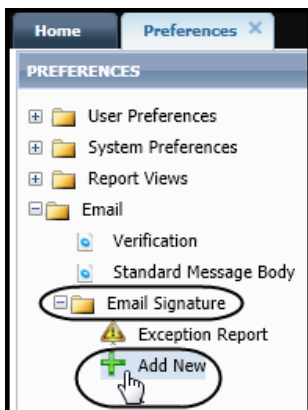 Home Preferences
PREFERENCES
User Preferences
System Preferences
Report Views
Email
Verification
Standard Message Body
Email Signature
Exception Report
Add New